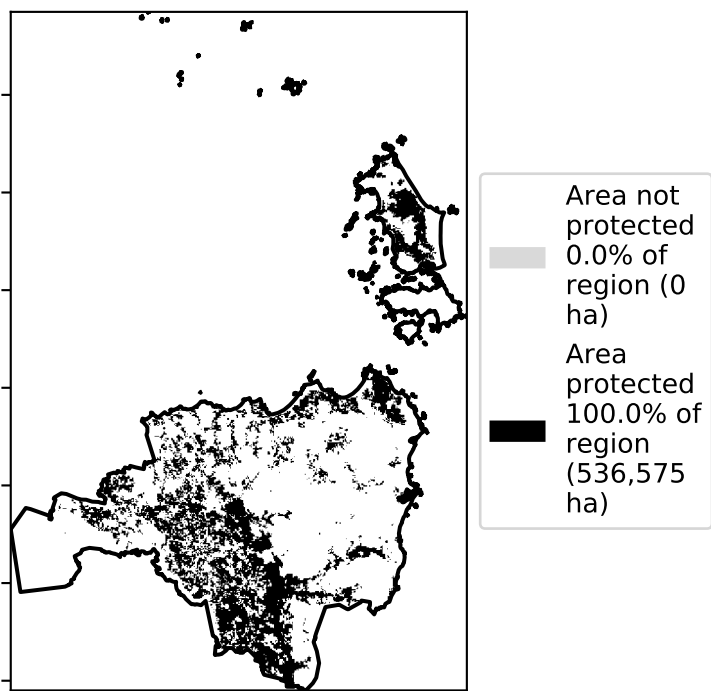 Area not
protected
0.0% of
region (0
ha)
Area
protected
100.0% of
region
(536,575
ha)